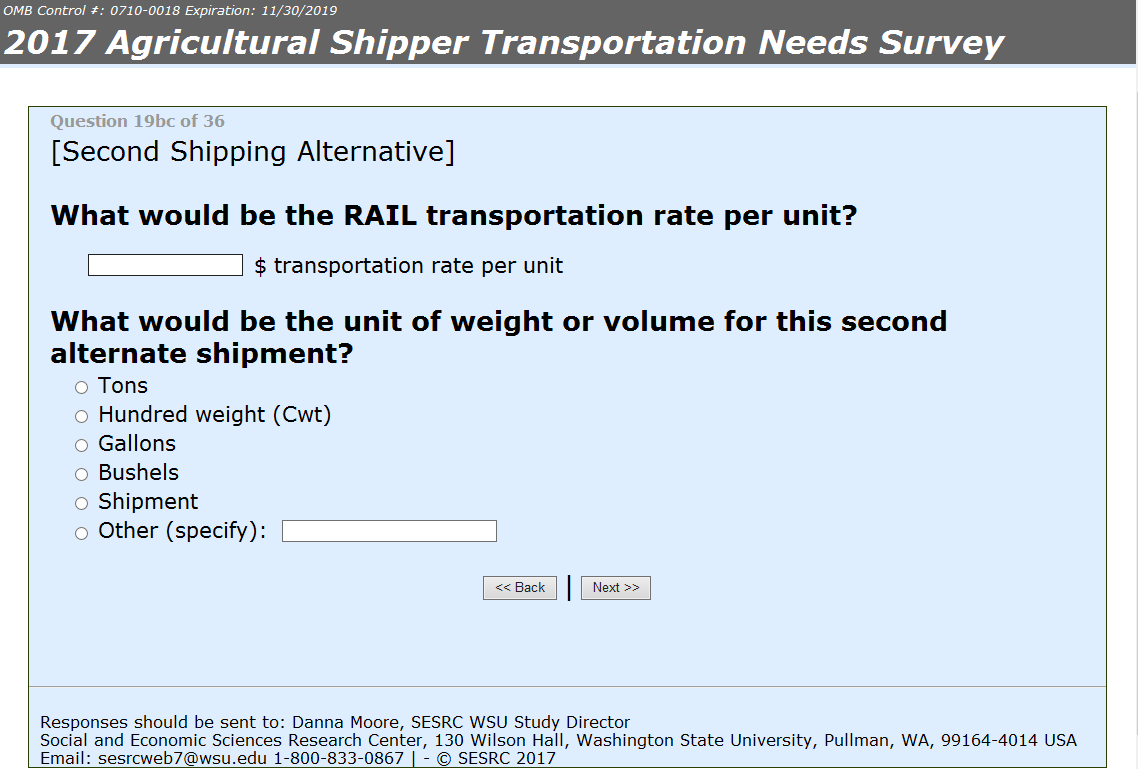 OMB Control #: 0710-0018 Expiration: 11/30/2019
2017 Agricultural Shipper Transportation Needs Survey
Question 19bc of 36
[Second Shipping Alternative]
What would be the RAIL transportation rate per unit?
$ transportation rate per unit
What would be the unit of weight or volume for this second
alternate shipment?
Tons
Hundred weight (Cwt)
Gallons
Bushels
Shipment
Other (specify):
<< Back | Next >>
Responses should be sent to: Danna Moore, SESRC WSU Study Director
Social and Economic Sciences Research Center, 130 Wilson Hall, Washington State University, Pullman, WA, 99164-4014 USA
Email: sesrcweb7@wsu.edu 1-800-833-0867 | - © SESRC 2017